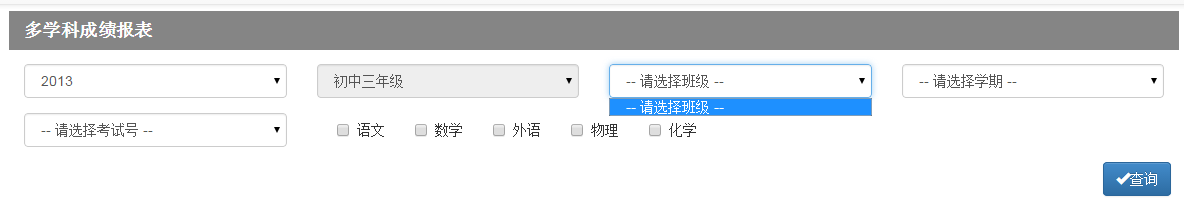 多学科成绩报表
2013
初中三年级
-- 请选择班级 --
-- 请选择学期 --
-- 请选择班级 --
-- 请选择考试号 --
语文
数学
外语
物理
化学
查询